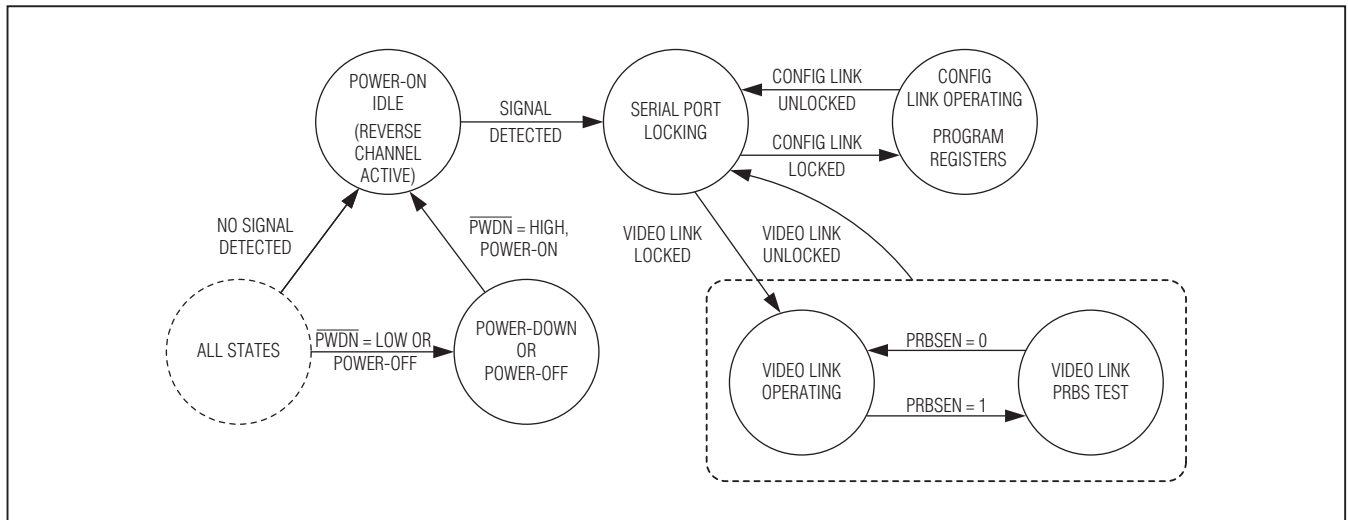 POWER-ON
IDLE
(REVERSE
CHANNEL
ACTIVE)
SIGNAL
DETECTED
SERIAL PORT
LOCKING
CONFIG LINK
UNLOCKED
CONFIG LINK
LOCKED
CONFIG
LINK OPERATING
PROGRAM
REGISTERS
NO SIGNAL
DETECTED
P̅W̅D̅N̅ = HIGH,
POWER-ON
VIDEO LINK
LOCKED
VIDEO LINK
UNLOCKED
ALL STATES
P̅W̅D̅N̅ = LOW OR
POWER-OFF
POWER-DOWN
OR
POWER-OFF
VIDEO LINK
OPERATING
PRBSEN = 0
PRBSEN = 1
VIDEO LINK
PRBS TEST